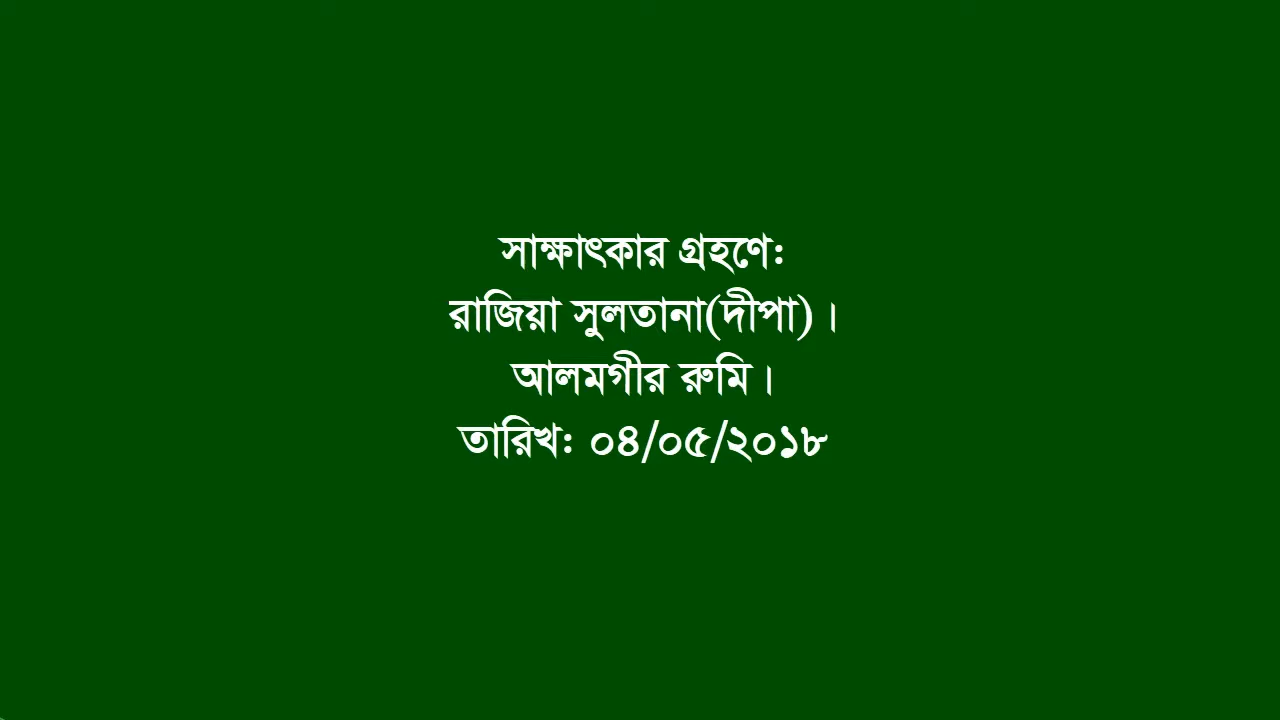 সাক্ষাৎকার গ্রহণে:
রাজিয়া সুলতানা(দীপা)।
আলমগীর রুমি।
তারিখ: ০৪/০৫/২০১৮